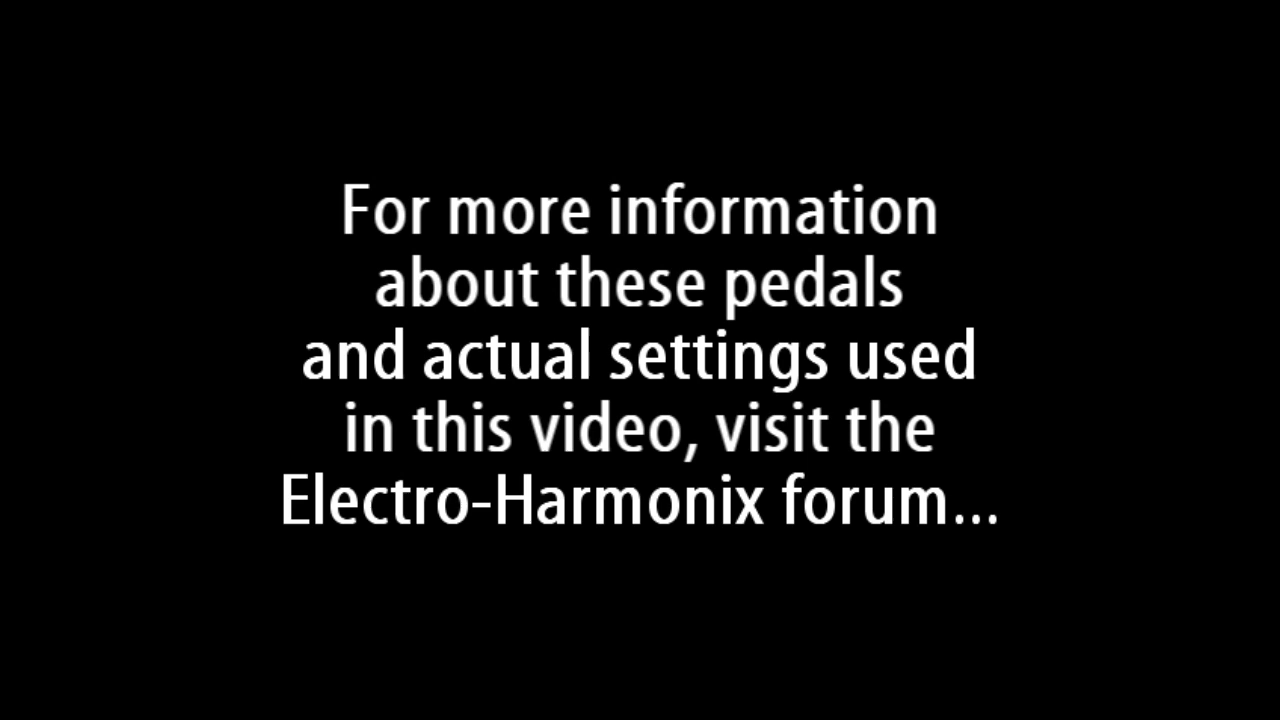 For more information
about these pedals
and actual settings used
in this video, visit the
Electro-Harmonix forum...